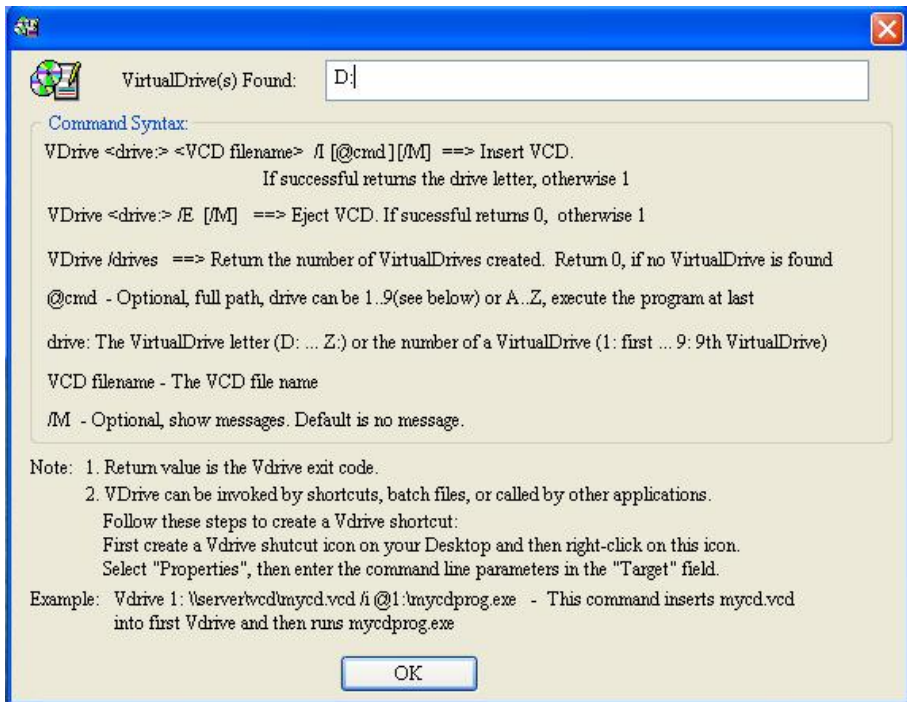 VirtualDrive(s) Found:
D:
Command Syntax:
VDrive <drive:> <VCD filename> /I [@cmd ] [/M] ==> Insert VCD.
If successful returns the drive letter, otherwise 1
VDrive <drive:> /E [/M] ==> Eject VCD. If sucessful returns 0, otherwise 1
VDrive /drives ==> Return the number of VirtualDrives created. Return 0, if no VirtualDrive is found
@cmd - Optional, full path, drive can be 1..9(see below) or A..Z, execute the program at last
drive: The VirtualDrive letter (D: ... Z:) or the number of a VirtualDrive (1: first ... 9: 9th VirtualDrive)
VCD filename - The VCD file name
/M - Optional, show messages. Default is no message.
Note: 1. Return value is the Vdrive exit code.
2. VDrive can be invoked by shortcuts, batch files, or called by other applications.
Follow these steps to create a Vdrive shortcut:
First create a Vdrive shutcut icon on your Desktop and then right-click on this icon.
Select "Properties", then enter the command line parameters in the "Target" field.
Example: Vdrive 1: \\server\vcd\mycd.vcd /i @1:\mycdprog.exe - This command inserts mycd.vcd
into first Vdrive and then runs mycdprog.exe
OK